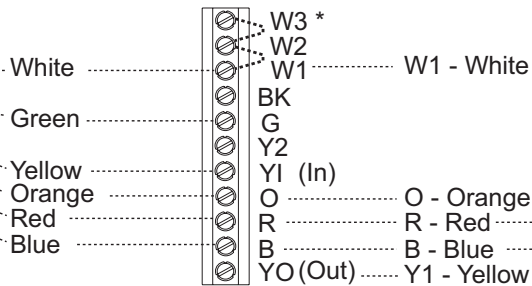 W3 *
W2
White W1 W1 - White
BK
Green G
Y2
Yellow YI (In)
Orange O O - Orange
Red R R - Red
Blue B B - Blue
YO (Out) Y1 - Yellow